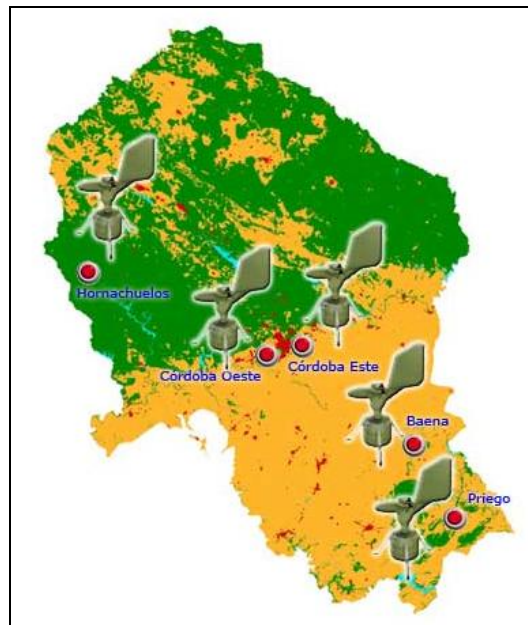 Hornachuelos
Córdoba Oeste
Córdoba Este
Baena
Priego